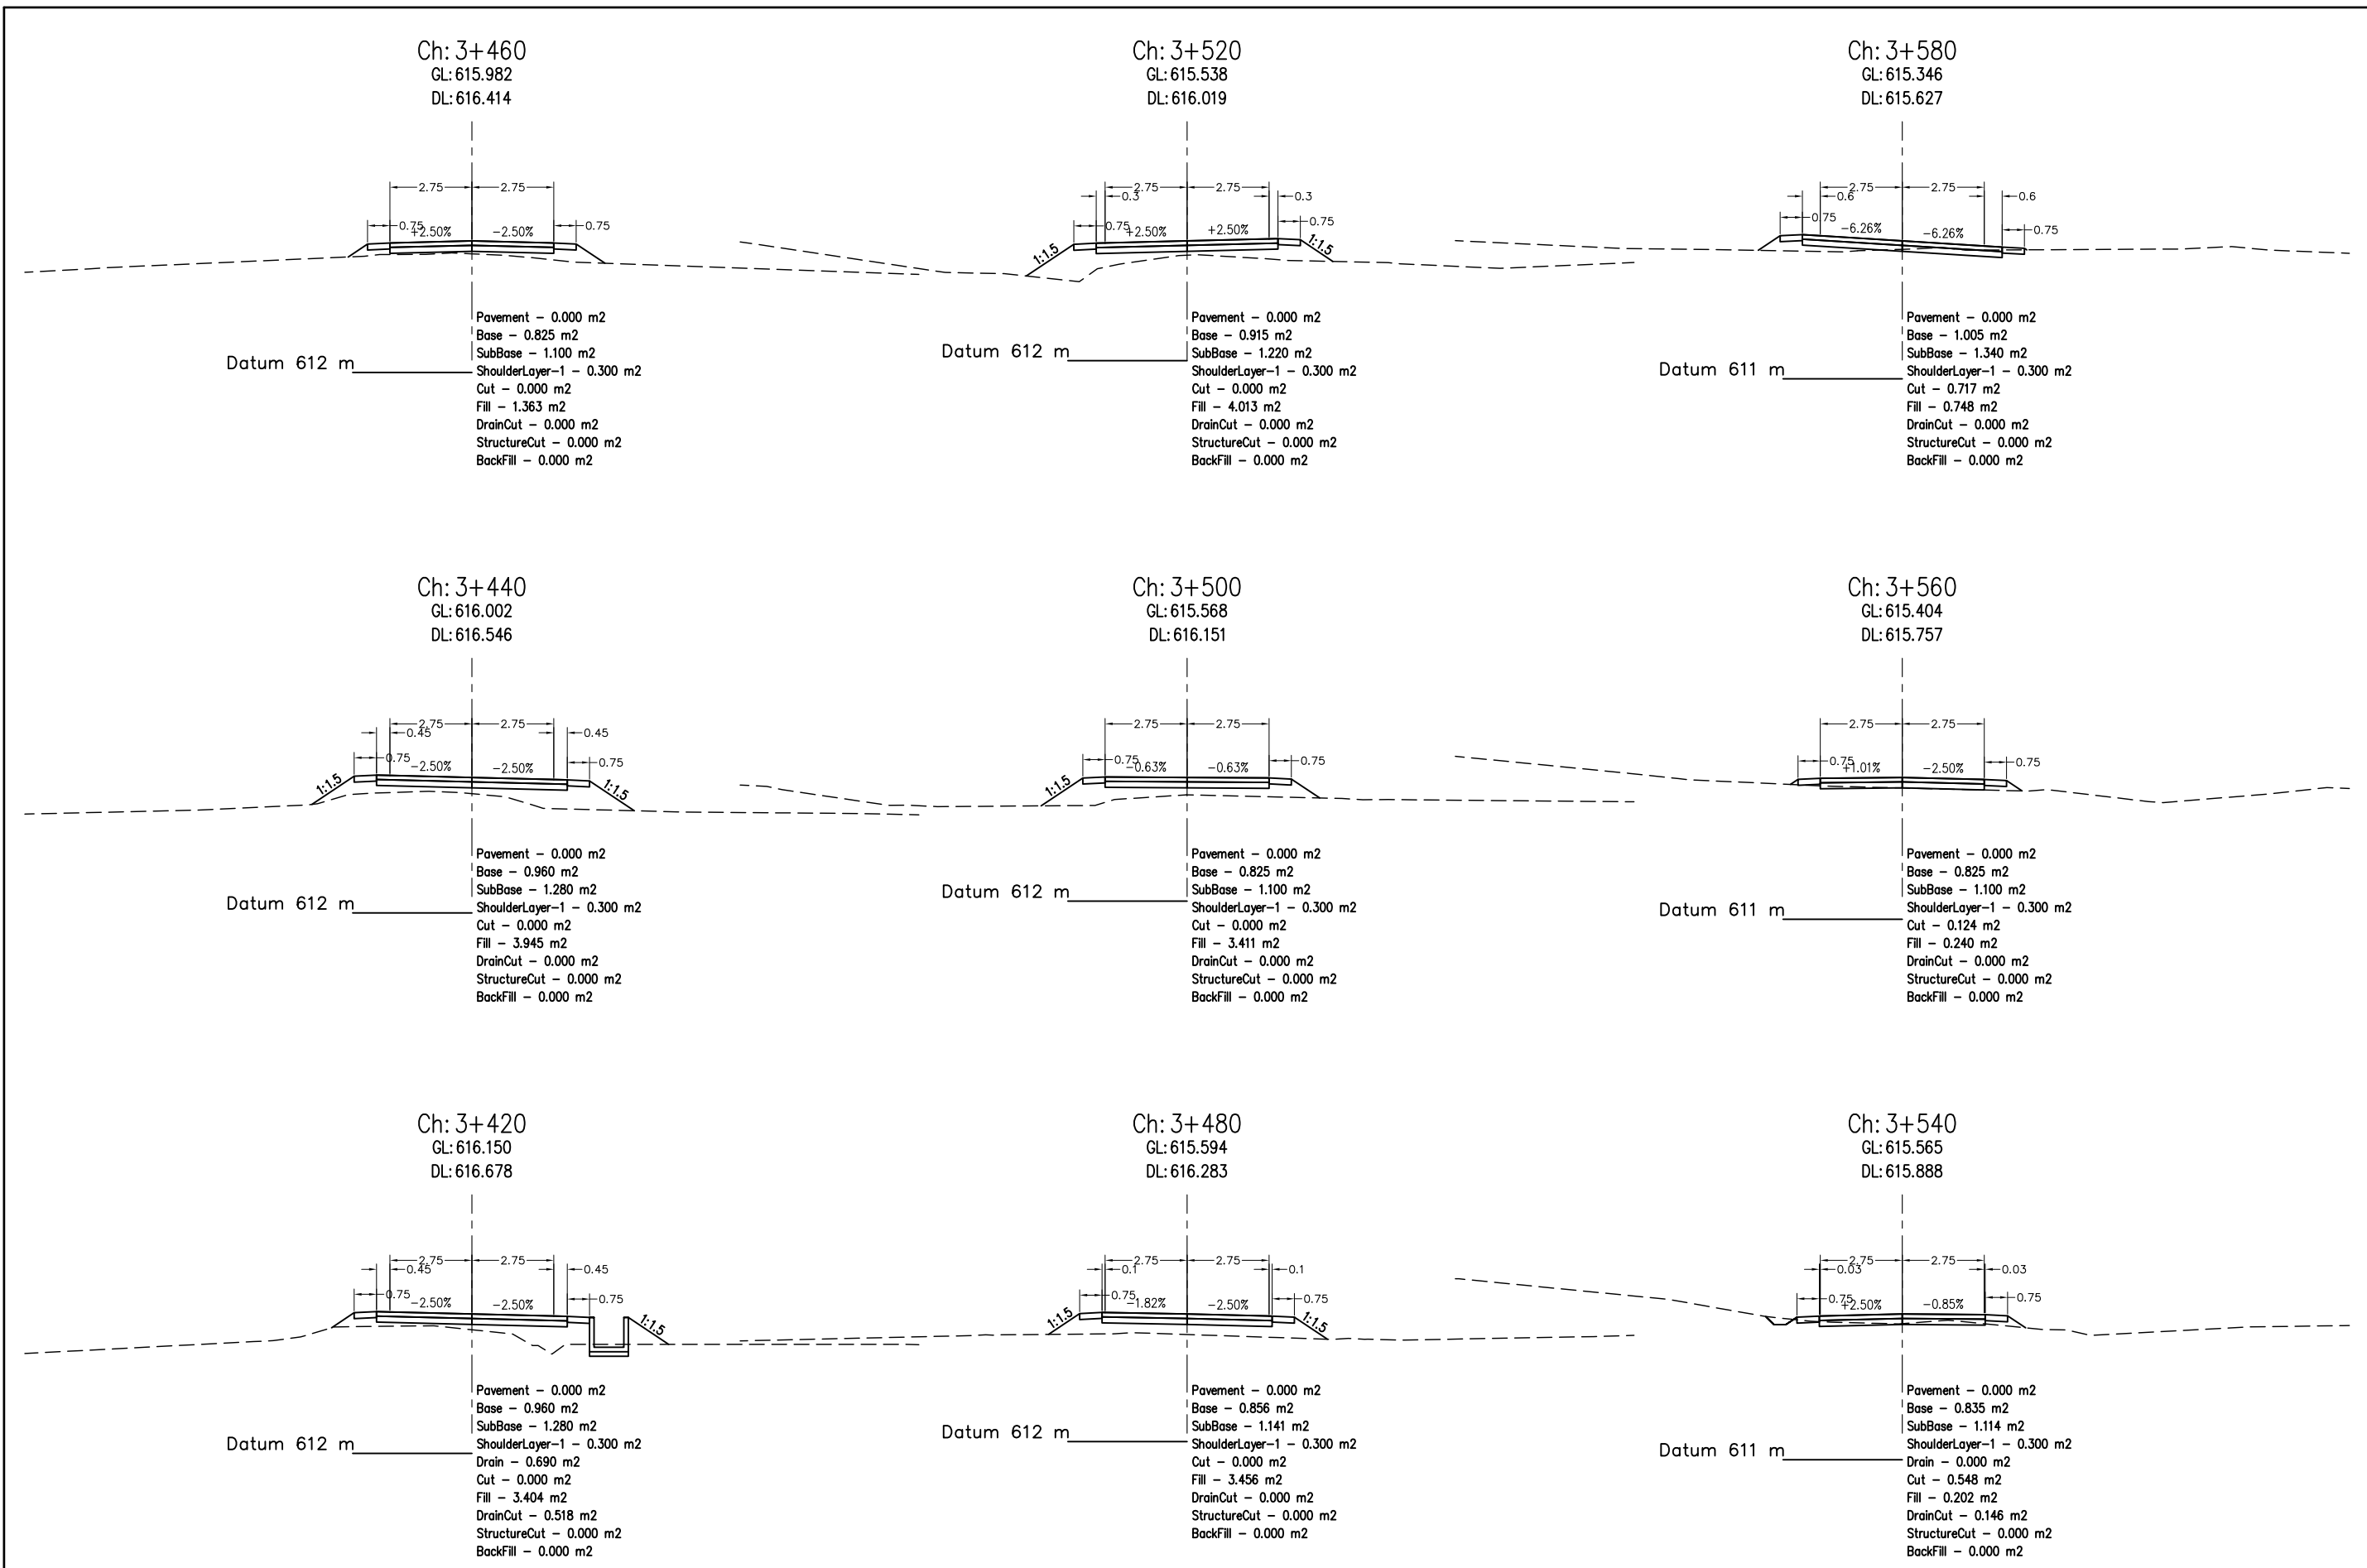 Ch: 3+460
GL: 615.982
DL: 616.414
2.75
2.75
0.75
0.75
+2.50%
-2.50%
Datum 612 m
Pavement - 0.000 m2
Base - 0.825 m2
SubBase - 1.100 m2
ShoulderLayer-1 - 0.300 m2
Cut - 0.000 m2
Fill - 1.363 m2
DrainCut - 0.000 m2
StructureCut - 0.000 m2
BackFill - 0.000 m2
Ch: 3+520
GL: 615.538
DL: 616.019
2.75
2.75
0.3
0.3
0.75
0.75
+2.50%
+2.50%
1:1.5
1:1.5
Datum 612 m
Pavement - 0.000 m2
Base - 0.915 m2
SubBase - 1.220 m2
ShoulderLayer-1 - 0.300 m2
Cut - 0.000 m2
Fill - 4.013 m2
DrainCut - 0.000 m2
StructureCut - 0.000 m2
BackFill - 0.000 m2
Ch: 3+580
GL: 615.346
DL: 615.627
2.75
2.75
0.6
0.6
0.75
0.75
-6.26%
-6.26%
Datum 611 m
Pavement - 0.000 m2
Base - 1.005 m2
SubBase - 1.340 m2
ShoulderLayer-1 - 0.300 m2
Cut - 0.717 m2
Fill - 0.748 m2
DrainCut - 0.000 m2
StructureCut - 0.000 m2
BackFill - 0.000 m2
Ch: 3+440
GL: 616.002
DL: 616.546
2.75
2.75
0.45
0.45
0.75
0.75
-2.50%
-2.50%
1:1.5
1:1.5
Datum 612 m
Pavement - 0.000 m2
Base - 0.960 m2
SubBase - 1.280 m2
ShoulderLayer-1 - 0.300 m2
Cut - 0.000 m2
Fill - 3.945 m2
DrainCut - 0.000 m2
StructureCut - 0.000 m2
BackFill - 0.000 m2
Ch: 3+500
GL: 615.568
DL: 616.151
2.75
2.75
0.75
0.75
-0.63%
-0.63%
1:1.5
Datum 612 m
Pavement - 0.000 m2
Base - 0.825 m2
SubBase - 1.100 m2
ShoulderLayer-1 - 0.300 m2
Cut - 0.000 m2
Fill - 3.411 m2
DrainCut - 0.000 m2
StructureCut - 0.000 m2
BackFill - 0.000 m2
Ch: 3+560
GL: 615.404
DL: 615.757
2.75
2.75
0.75
0.75
+1.01%
-2.50%
Datum 611 m
Pavement - 0.000 m2
Base - 0.825 m2
SubBase - 1.100 m2
ShoulderLayer-1 - 0.300 m2
Cut - 0.124 m2
Fill - 0.240 m2
DrainCut - 0.000 m2
StructureCut - 0.000 m2
BackFill - 0.000 m2
Ch: 3+420
GL: 616.150
DL: 616.678
2.75
2.75
0.45
0.45
0.75
0.75
-2.50%
-2.50%
1:1.5
Datum 612 m
Pavement - 0.000 m2
Base - 0.960 m2
SubBase - 1.280 m2
ShoulderLayer-1 - 0.300 m2
Drain - 0.690 m2
Cut - 0.000 m2
Fill - 3.404 m2
DrainCut - 0.518 m2
StructureCut - 0.000 m2
BackFill - 0.000 m2
Ch: 3+480
GL: 615.594
DL: 616.283
2.75
2.75
0.1
0.1
0.75
0.75
-1.82%
-2.50%
1:1.5
1:1.5
Datum 612 m
Pavement - 0.000 m2
Base - 0.856 m2
SubBase - 1.141 m2
ShoulderLayer-1 - 0.300 m2
Cut - 0.000 m2
Fill - 3.456 m2
DrainCut - 0.000 m2
StructureCut - 0.000 m2
BackFill - 0.000 m2
Ch: 3+540
GL: 615.565
DL: 615.888
2.75
2.75
0.03
0.03
0.75
0.75
+2.50%
-0.85%
Datum 611 m
Pavement - 0.000 m2
Base - 0.835 m2
SubBase - 1.114 m2
ShoulderLayer-1 - 0.300 m2
Drain - 0.000 m2
Cut - 0.548 m2
Fill - 0.202 m2
DrainCut - 0.146 m2
StructureCut - 0.000 m2
BackFill - 0.000 m2